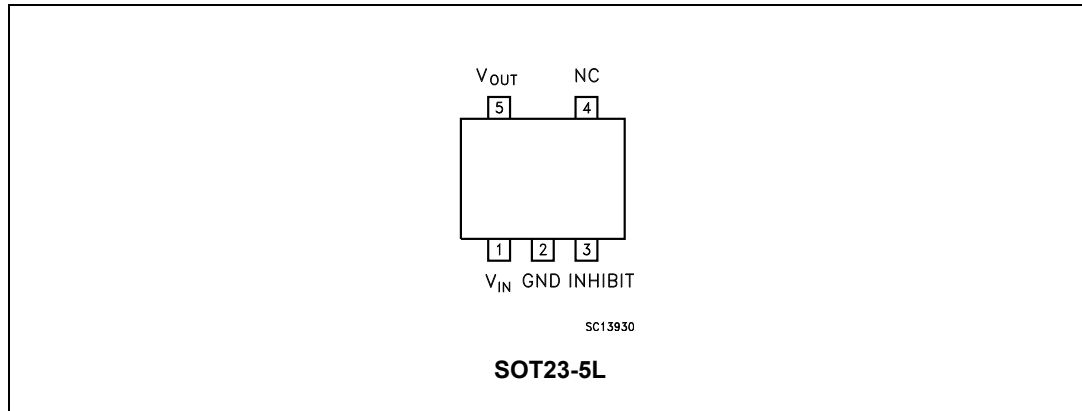 VOUT NC
5 4
1 2 3
VIN GND INHIBIT
SC13930
SOT23-5L